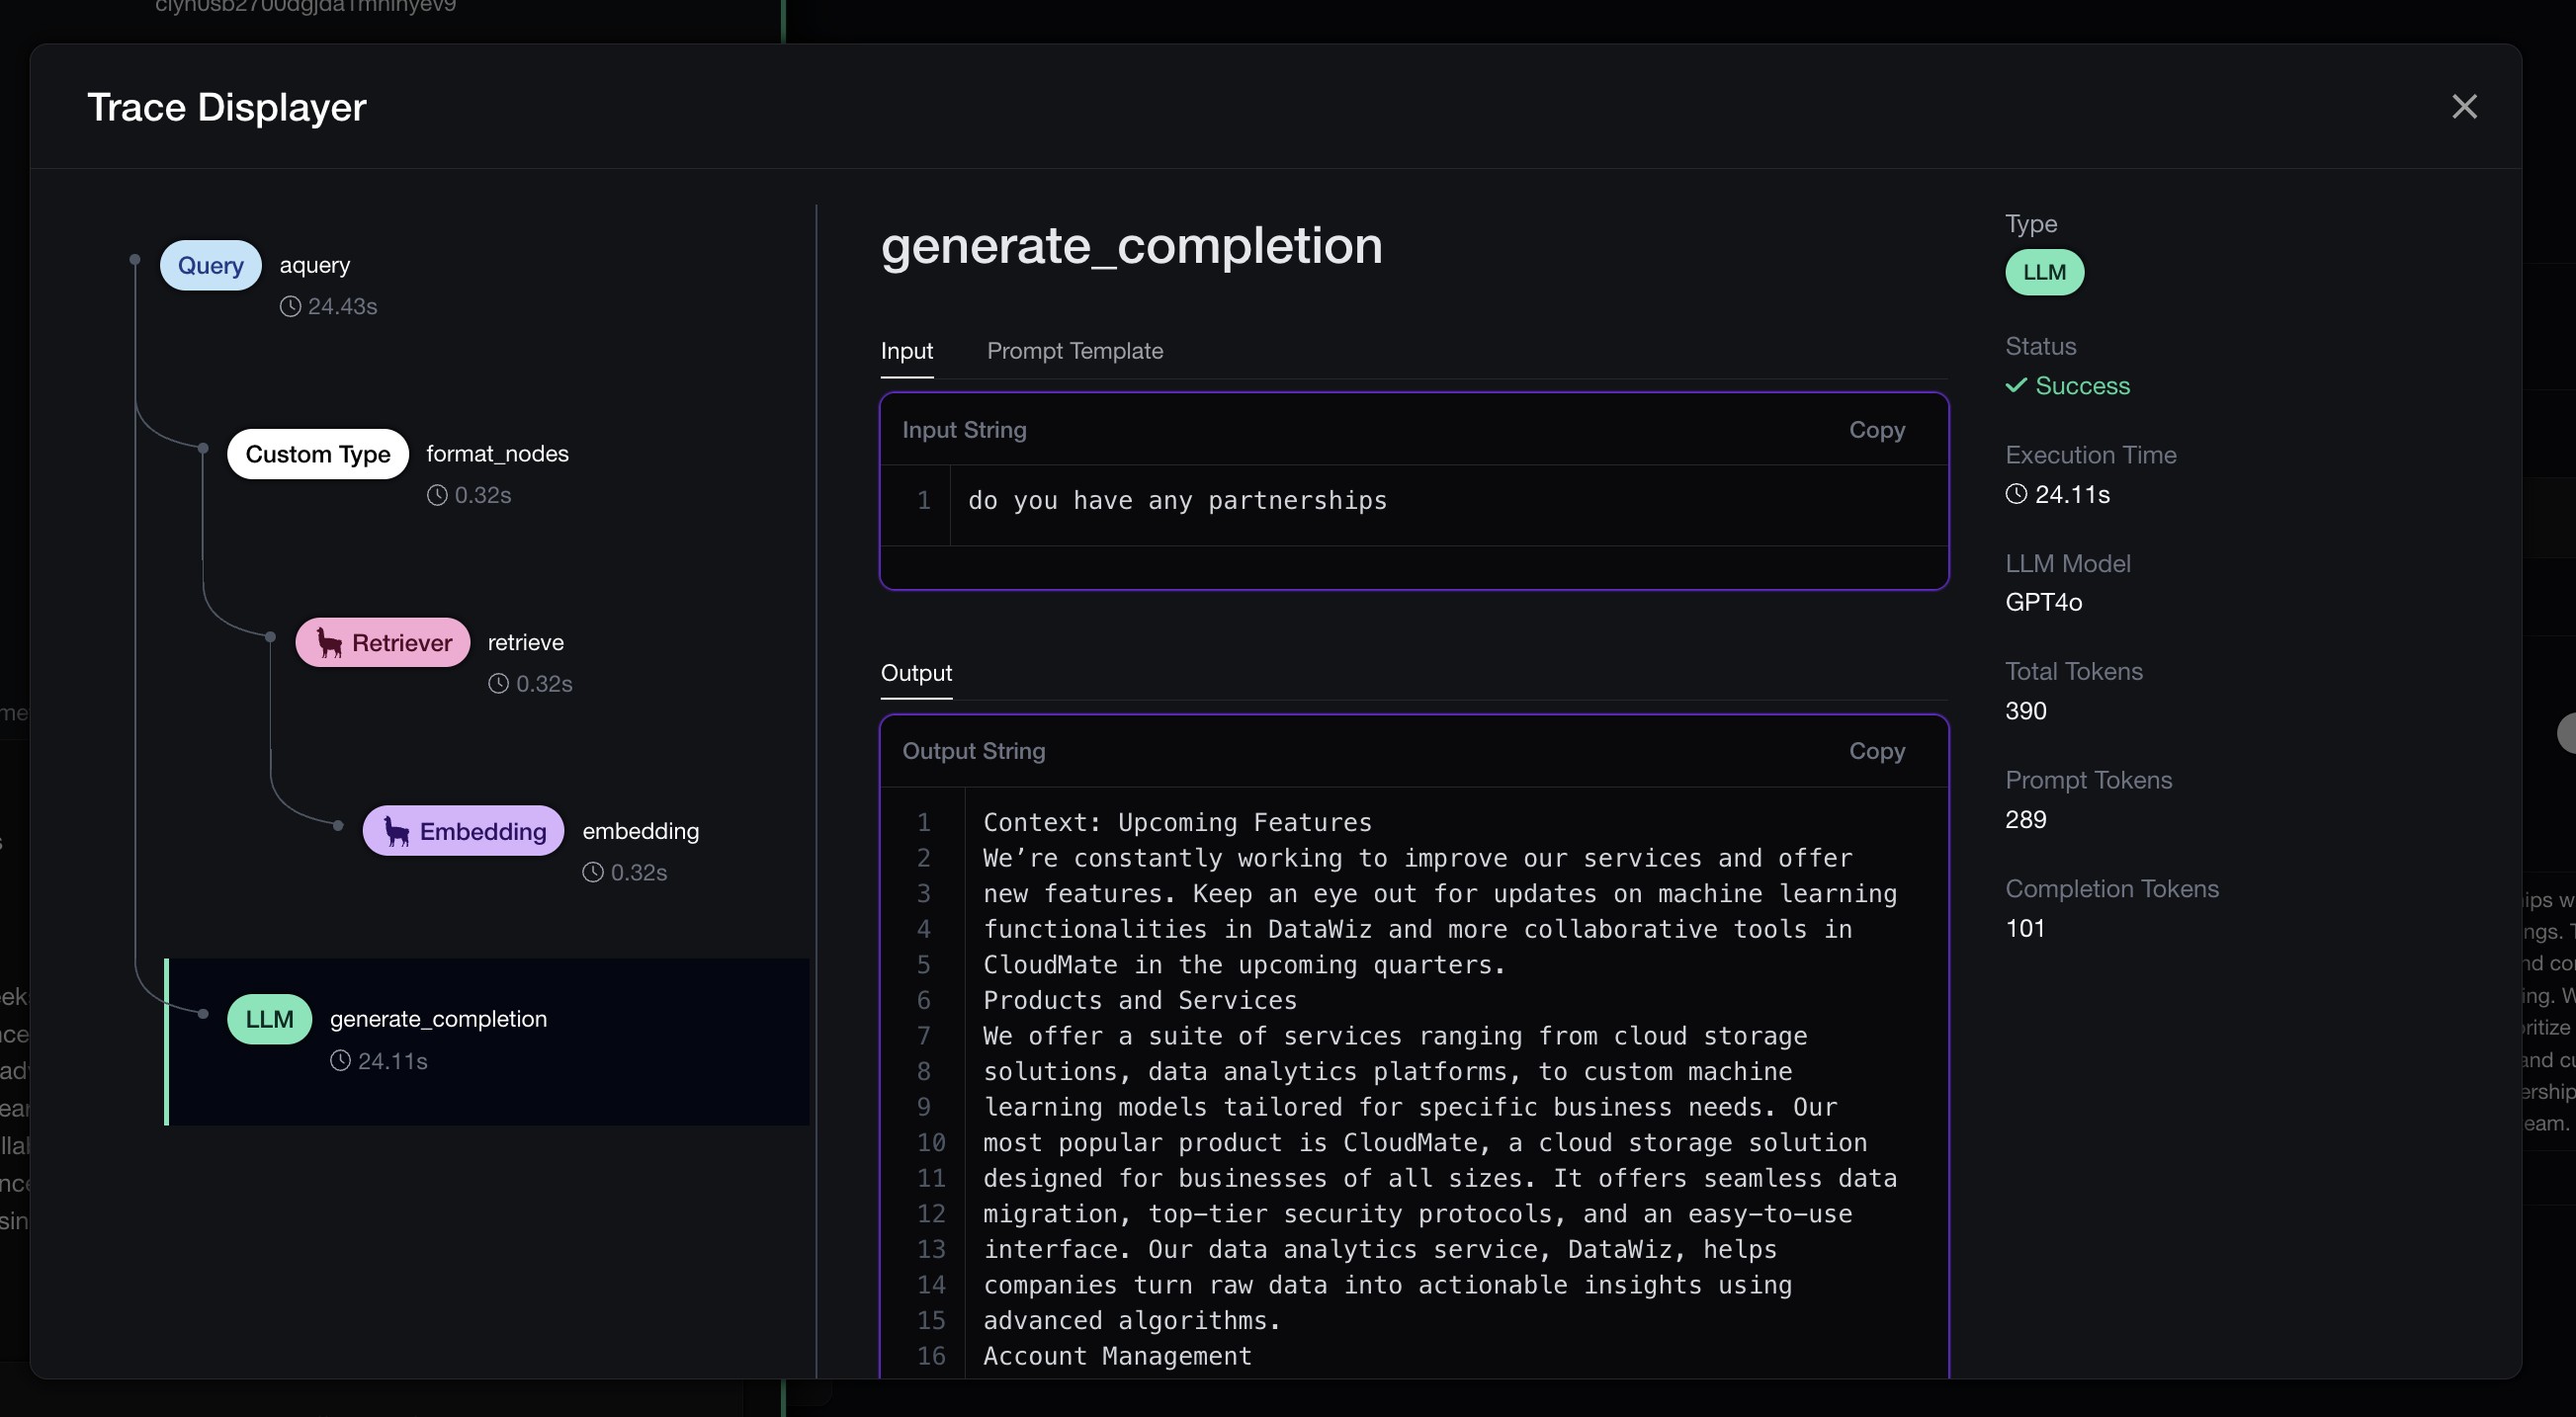 Trace Displayer
Query aquery
24.43s
Custom Type format_nodes
0.32s
Retriever retrieve
0.32s
Embedding embedding
0.32s
LLM generate_completion
24.11s
generate_completion
Input Prompt Template
Input String Copy
1 do you have any partnerships
Output
Output String Copy
1 Context: Upcoming Features
2 We’re constantly working to improve our services and offer
3 new features. Keep an eye out for updates on machine learning
4 functionalities in DataWiz and more collaborative tools in
5 CloudMate in the upcoming quarters.
6 Products and Services
7 We offer a suite of services ranging from cloud storage
8 solutions, data analytics platforms, to custom machine
9 learning models tailored for specific business needs. Our
10 most popular product is CloudMate, a cloud storage solution
11 designed for businesses of all sizes. It offers seamless data
12 migration, top-tier security protocols, and an easy-to-use
13 interface. Our data analytics service, DataWiz, helps
14 companies turn raw data into actionable insights using
15 advanced algorithms.
16 Account Management
Type
LLM
Status
Success
Execution Time
24.11s
LLM Model
GPT4o
Total Tokens
390
Prompt Tokens
289
Completion Tokens
101